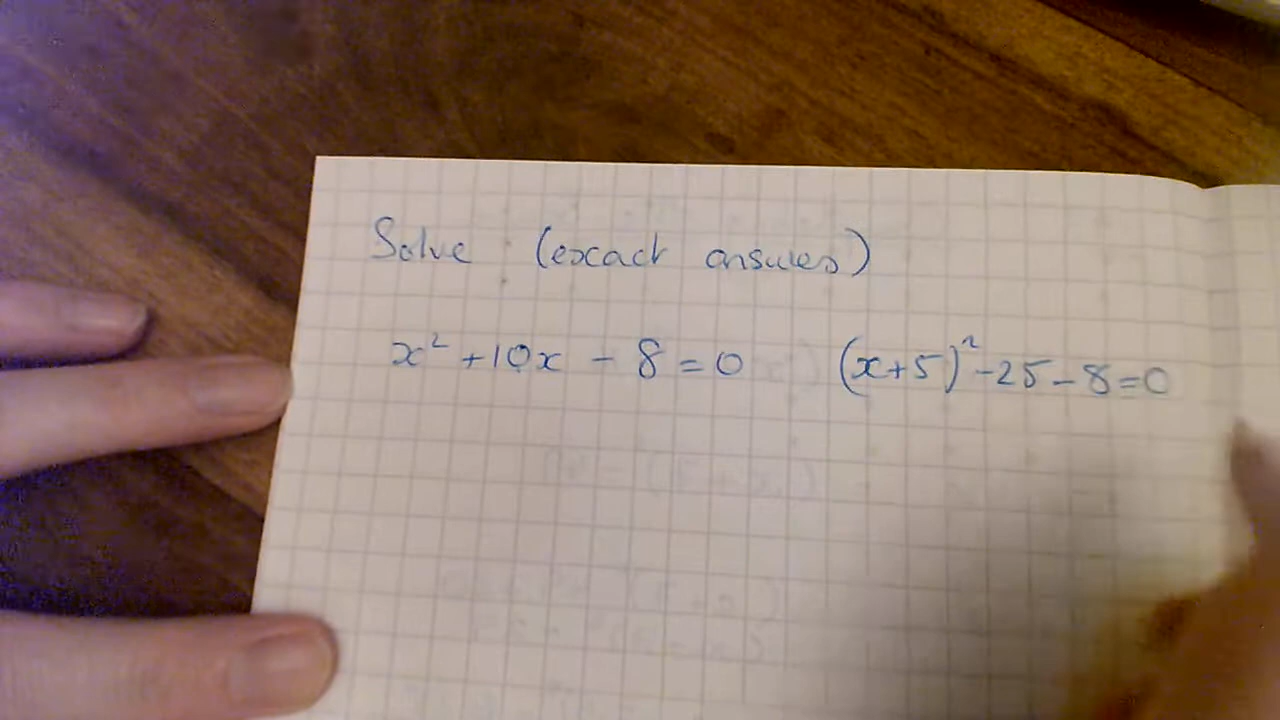 Solve (exact answers)
x² + 10x - 8 = 0 (x+5)² - 25 - 8 = 0